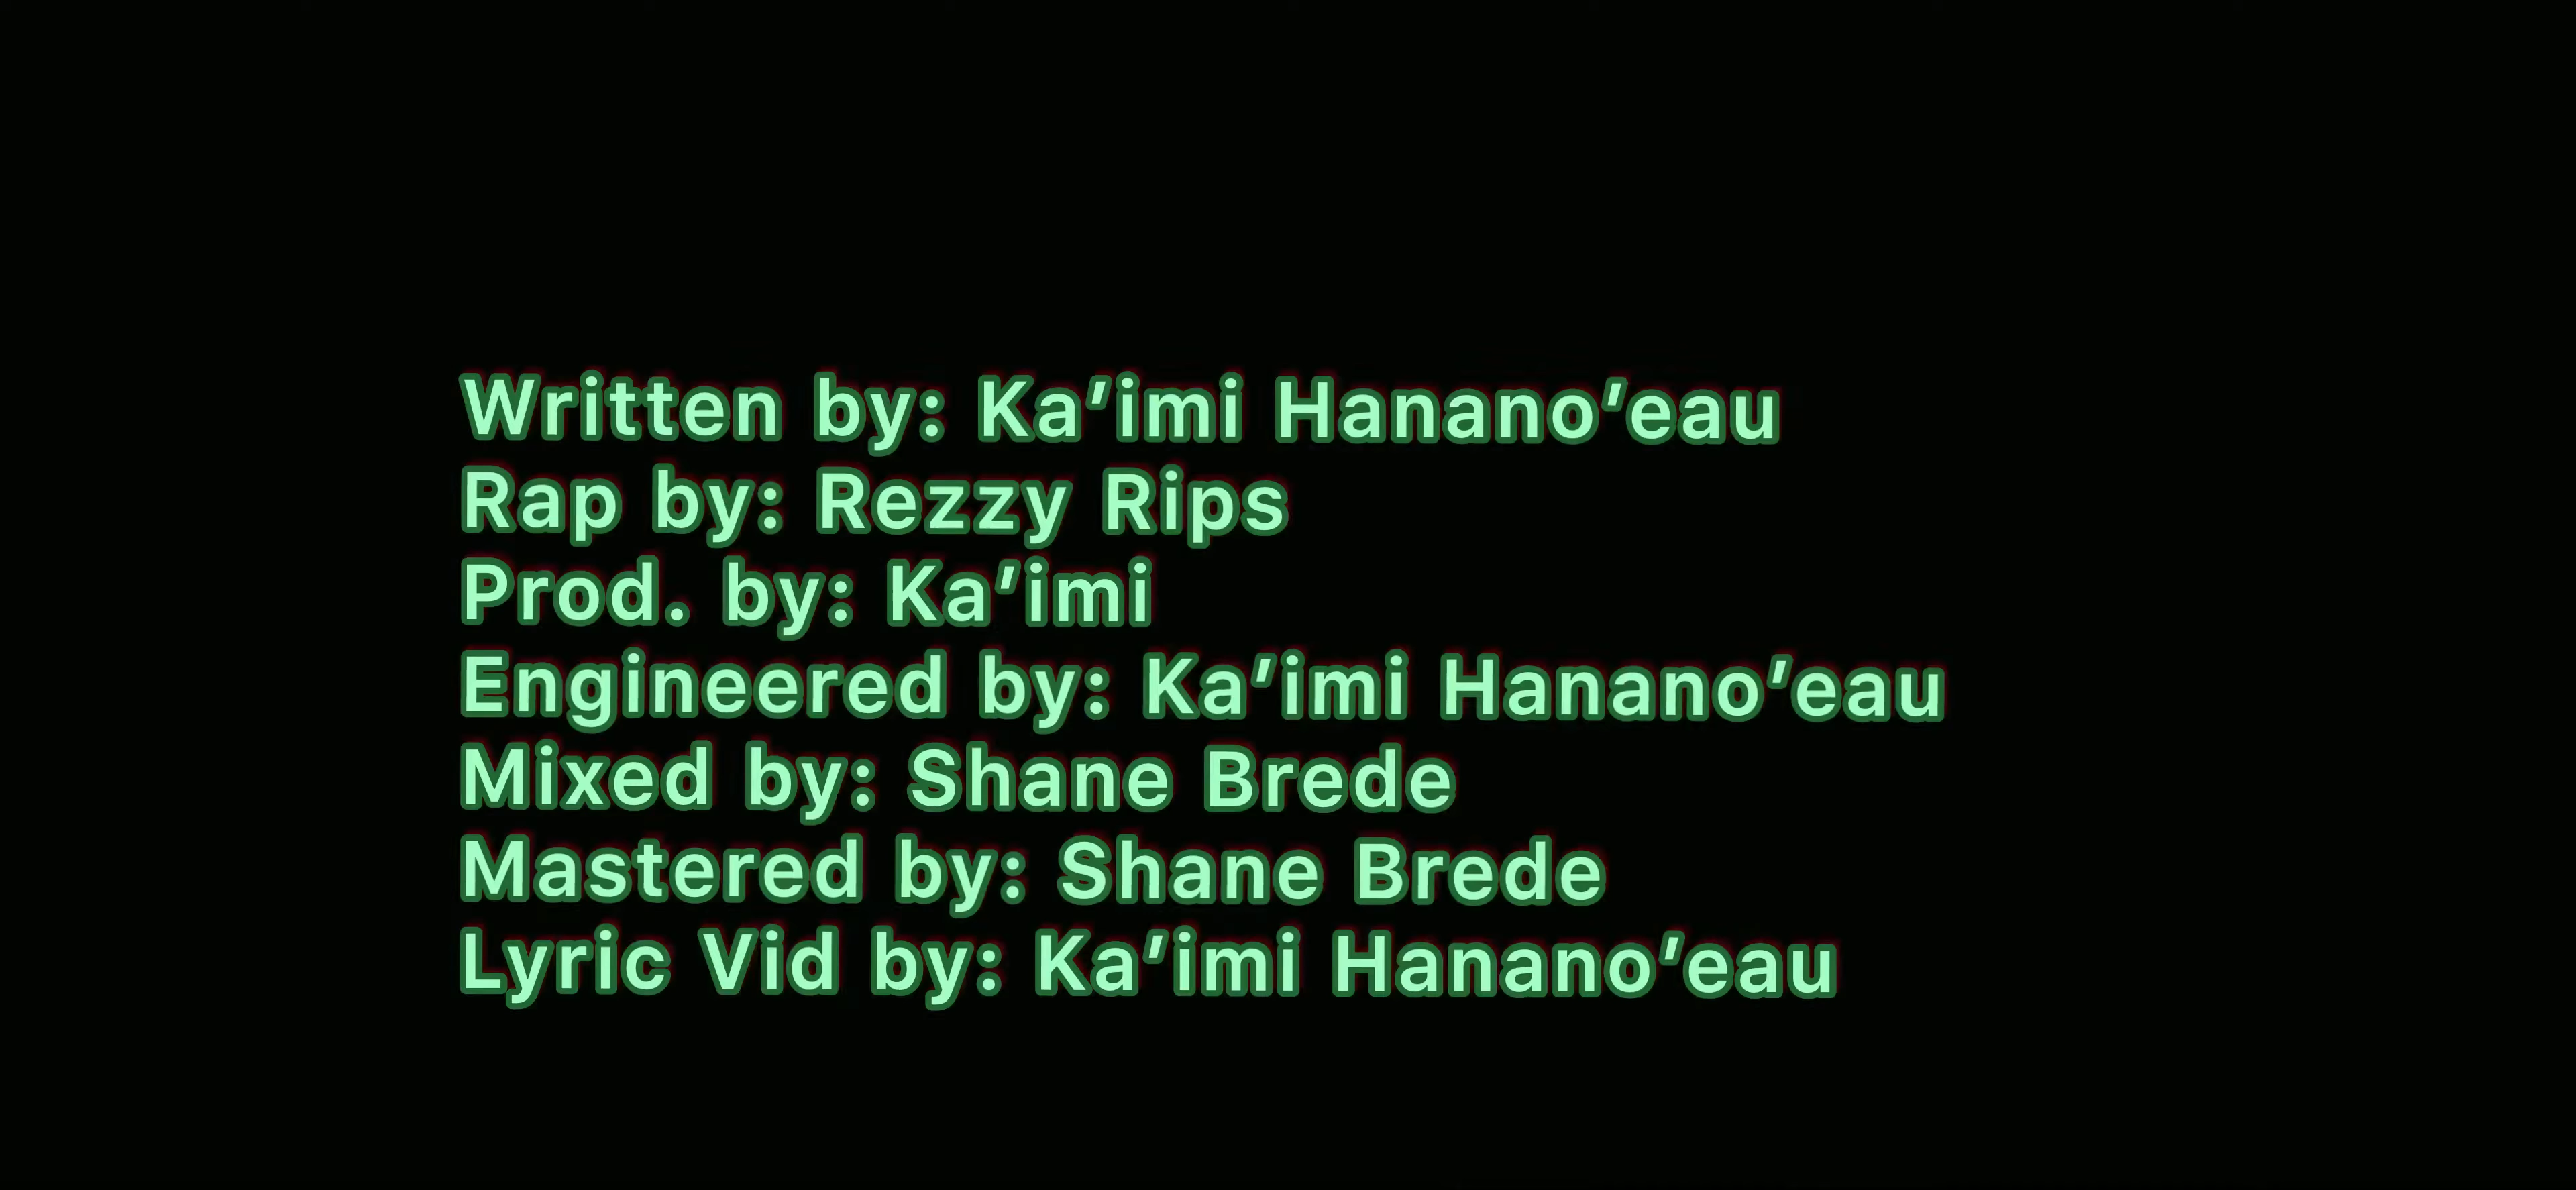 Written by: Ka’imi Hanano’eau
Rap by: Rezzy Rips
Prod. by: Ka’imi
Engineered by: Ka’imi Hanano’eau
Mixed by: Shane Brede
Mastered by: Shane Brede
Lyric Vid by: Ka’imi Hanano’eau